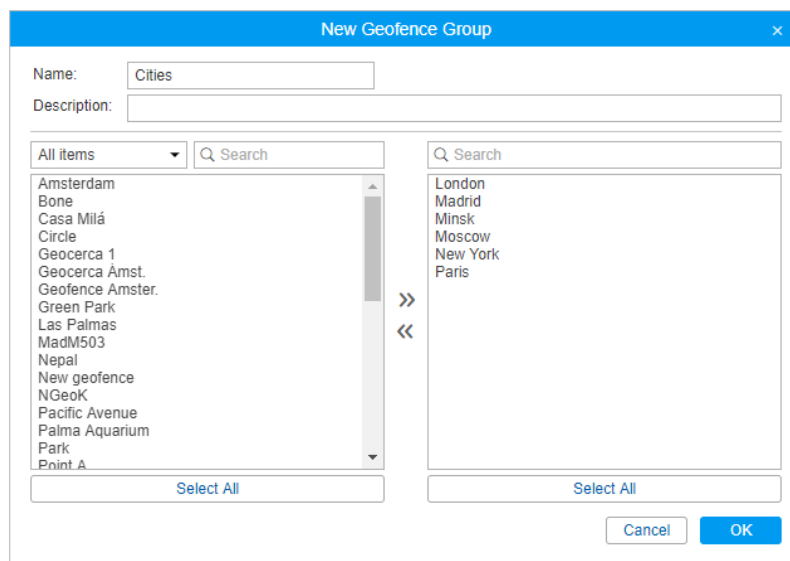 New Geofence Group
×
Name:
Cities
Description:
All items
Search
Amsterdam
Bone
Casa Milá
Circle
Geocerca 1
Geocerca Ámst.
Geofence Amster.
Green Park
Las Palmas
MadM503
Nepal
New geofence
NGeoK
Pacific Avenue
Palma Aquarium
Park
Point A
Select All
»
«
Search
London
Madrid
Minsk
Moscow
New York
Paris
Select All
Cancel
OK